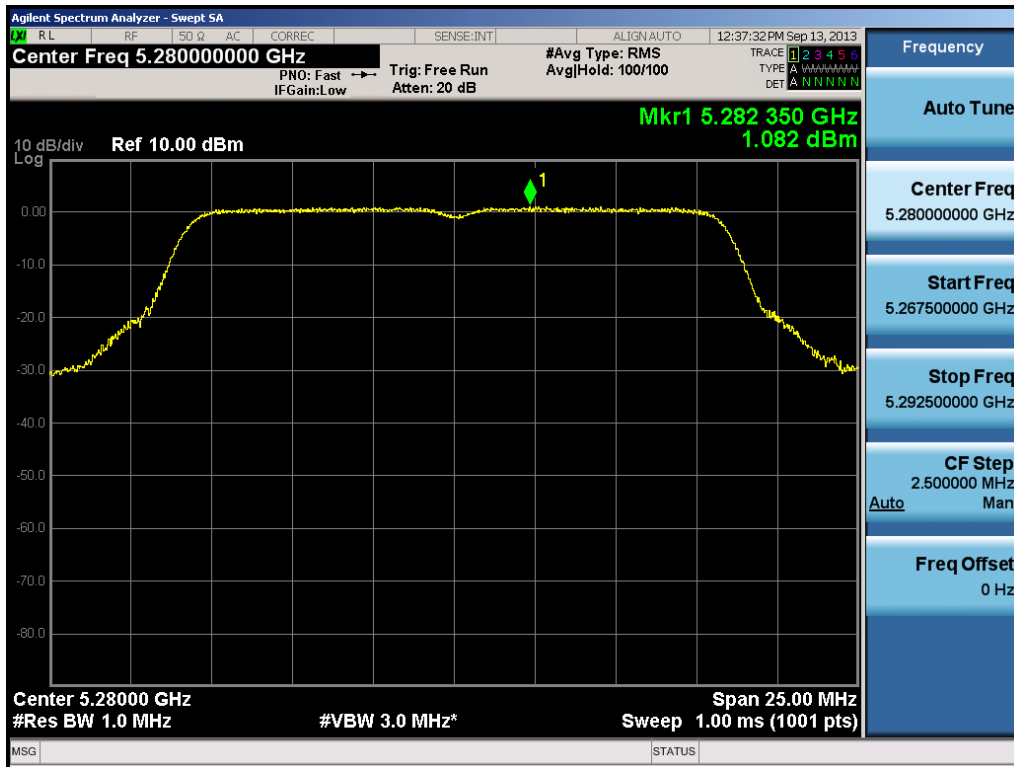 Agilent Spectrum Analyzer - Swept SA
LXI RL RF 50 Ω AC CORREC SENSE:INT ALIGN AUTO 12:37:32 PM Sep 13, 2013
Center Freq 5.280000000 GHz
PNO: Fast
IFGain:Low
Trig: Free Run
Atten: 20 dB
#Avg Type: RMS
Avg|Hold: 100/100
TRACE 1 2 3 4 5 6
TYPE A WWWWW
DET A N N N N N
Mkr1 5.282 350 GHz
1.082 dBm
10 dB/div Ref 10.00 dBm
Log
1
0.00
-10.0
-20.0
-30.0
-40.0
-50.0
-60.0
-70.0
-80.0
Center 5.28000 GHz Span 25.00 MHz
#Res BW 1.0 MHz #VBW 3.0 MHz* Sweep 1.00 ms (1001 pts)
MSG STATUS
Frequency
Auto Tune
Center Freq
5.280000000 GHz
Start Freq
5.267500000 GHz
Stop Freq
5.292500000 GHz
CF Step
2.500000 MHz
Auto Man
Freq Offset
0 Hz